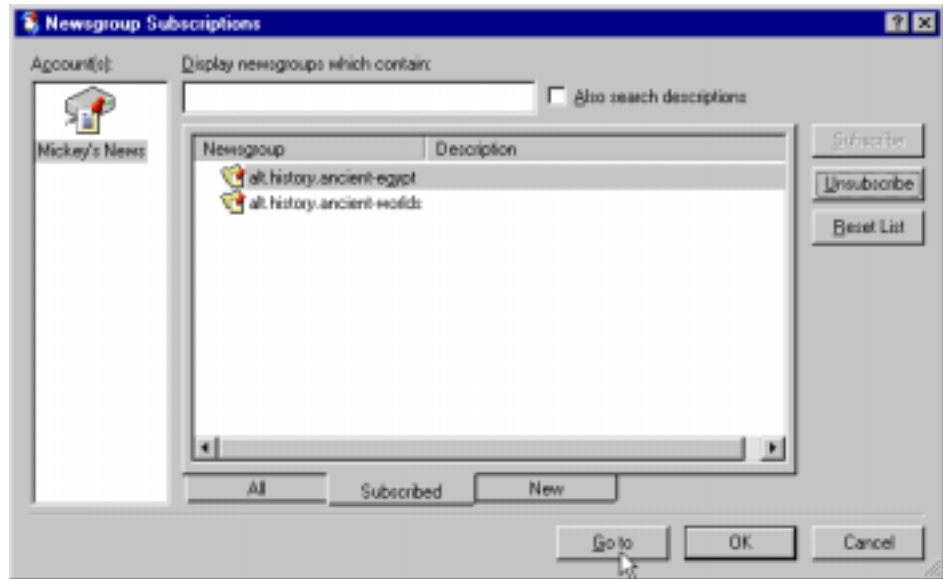 Newsgroup Subscriptions
Account(s):
Display newsgroups which contain:
Also search descriptions
Mickey's News
Newsgroup Description
alt.history.ancient-egypt
alt.history.ancient-worlds
Subscribe
Unsubscribe
Reset List
All Subscribed New
Go to OK Cancel